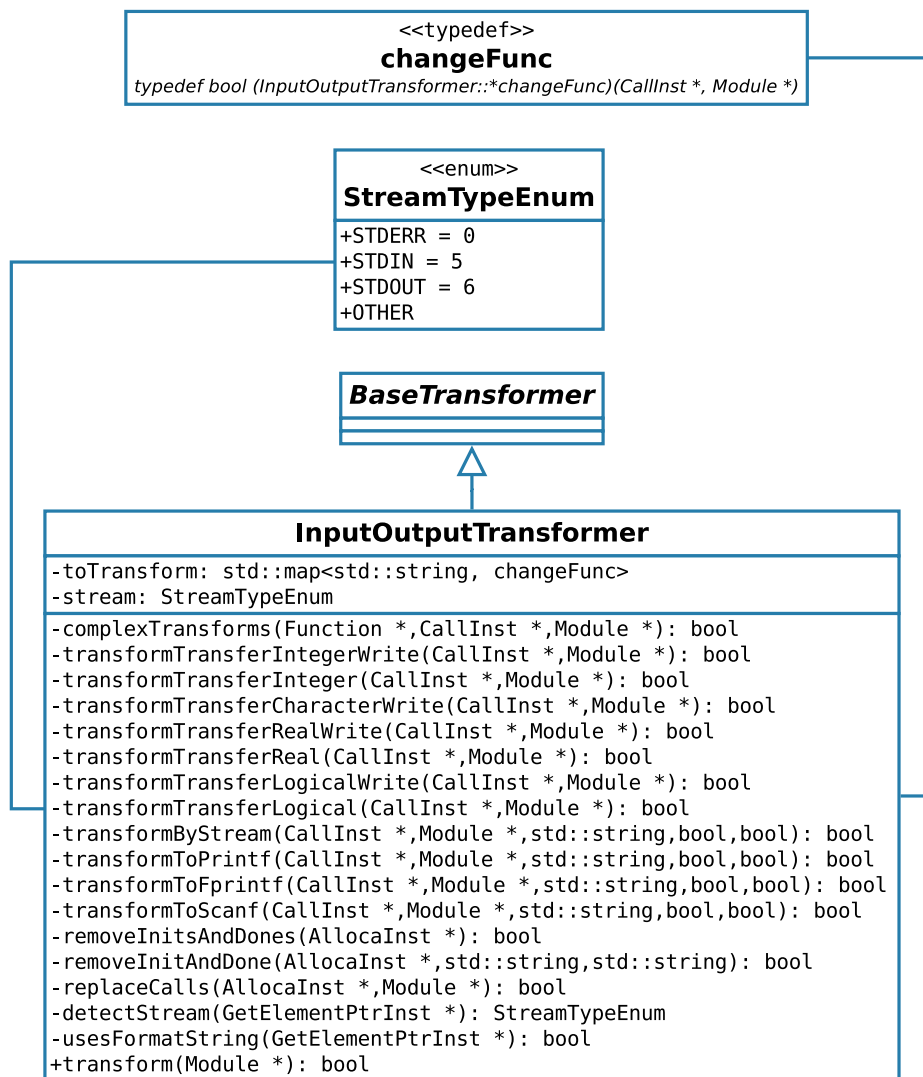 <<typedef>>
changeFunc
typedef bool (InputOutputTransformer::*changeFunc)(CallInst *, Module *)
<<enum>>
StreamTypeEnum
+STDERR = 0
+STDIN = 5
+STDOUT = 6
+OTHER
BaseTransformer
InputOutputTransformer
-toTransform: std::map<std::string, changeFunc>
-stream: StreamTypeEnum
-complexTransforms(Function *,CallInst *,Module *): bool
-transformTransferIntegerWrite(CallInst *,Module *): bool
-transformTransferInteger(CallInst *,Module *): bool
-transformTransferCharacterWrite(CallInst *,Module *): bool
-transformTransferRealWrite(CallInst *,Module *): bool
-transformTransferReal(CallInst *,Module *): bool
-transformTransferLogicalWrite(CallInst *,Module *): bool
-transformTransferLogical(CallInst *,Module *): bool
-transformByStream(CallInst *,Module *,std::string,bool,bool): bool
-transformToPrintf(CallInst *,Module *,std::string,bool,bool): bool
-transformToFprintf(CallInst *,Module *,std::string,bool,bool): bool
-transformToScanf(CallInst *,Module *,std::string,bool,bool): bool
-removeInitsAndDones(AllocaInst *): bool
-removeInitAndDone(AllocaInst *,std::string,std::string): bool
-replaceCalls(AllocaInst *,Module *): bool
-detectStream(GetElementPtrInst *): StreamTypeEnum
-usesFormatString(GetElementPtrInst *): bool
+transform(Module *): bool